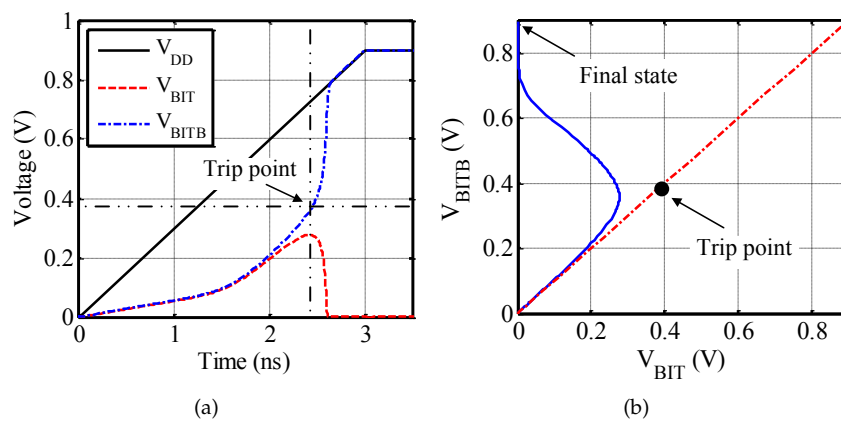 1
0.8
0.6
0.4
0.2
0
0
1
2
3
Voltage (V)
Time (ns)
V_DD
V_BIT
V_BITB
Trip point
(a)
0.8
0.6
0.4
0.2
0
0
0.2
0.4
0.6
0.8
V_BITB (V)
V_BIT (V)
Final state
Trip point
(b)